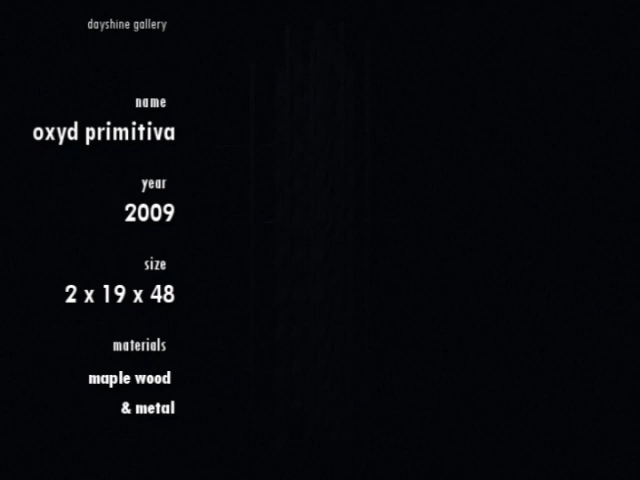 dayshine gallery
name
oxyd primitiva
year
2009
size
2 x 19 x 48
materials
maple wood
& metal